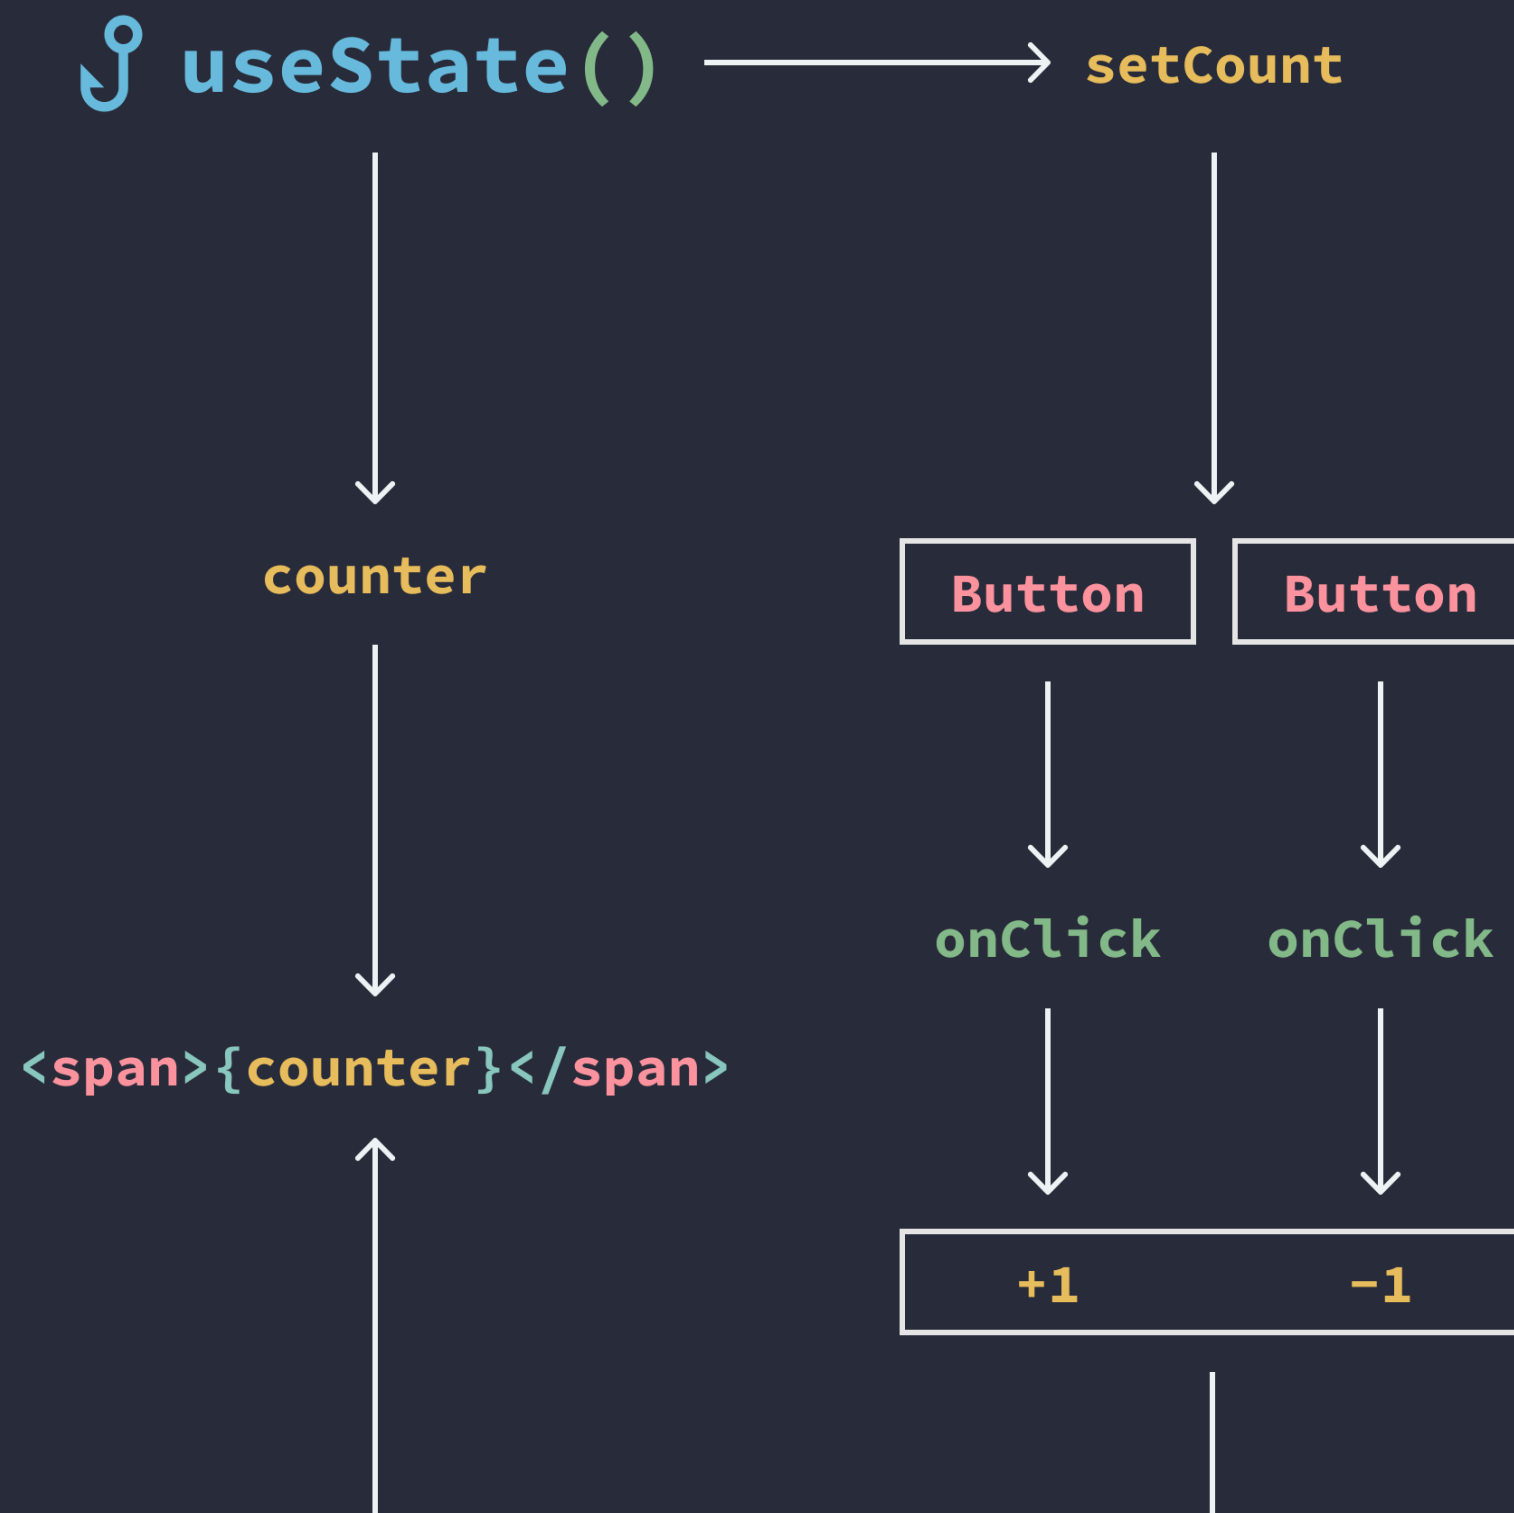 useState() setCount
counter
Button Button
onClick onClick
<span>{counter}</span>
+1 −1